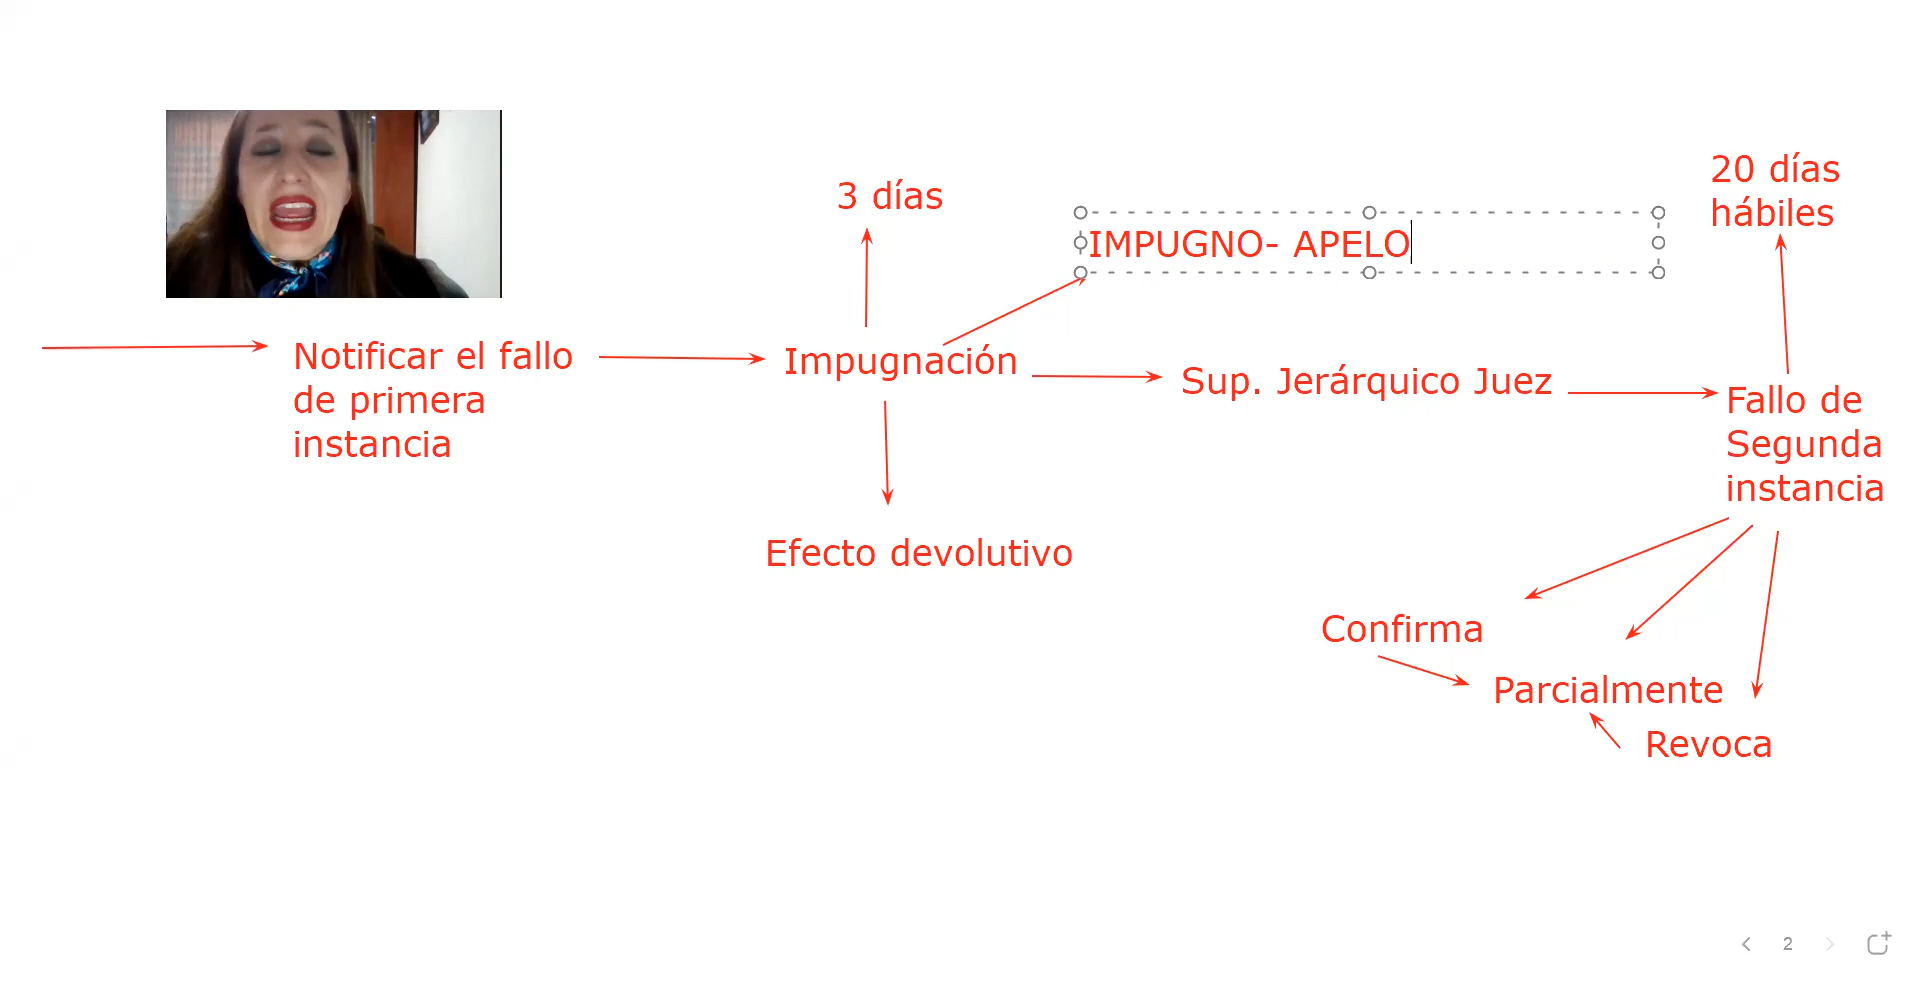 3 días
IMPUGNO- APELO
20 días
hábiles
Notificar el fallo
de primera
instancia
Impugnación
Sup. Jerárquico Juez
Fallo de
Segunda
instancia
Efecto devolutivo
Confirma
Parcialmente
Revoca
2